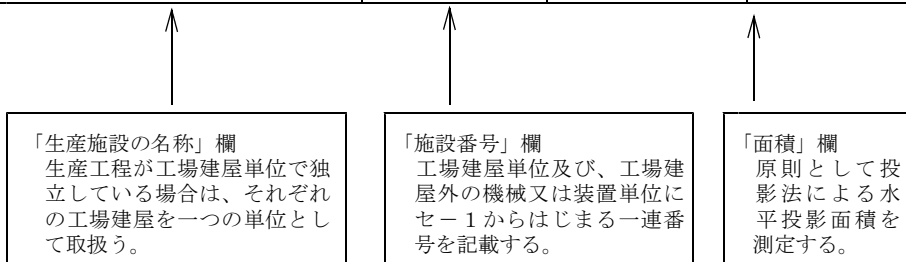 「生産施設の名称」欄
生産工程が工場建屋単位で独
立している場合は、それぞれ
の工場建屋を一つの単位とし
て取扱う。
「施設番号」欄
工場建屋単位及び、工場建
屋外の機械又は装置単位に
セ－１からはじまる一連番
号を記載する。
「面積」欄
原則として投
影法による水
平投影面積を
測定する。